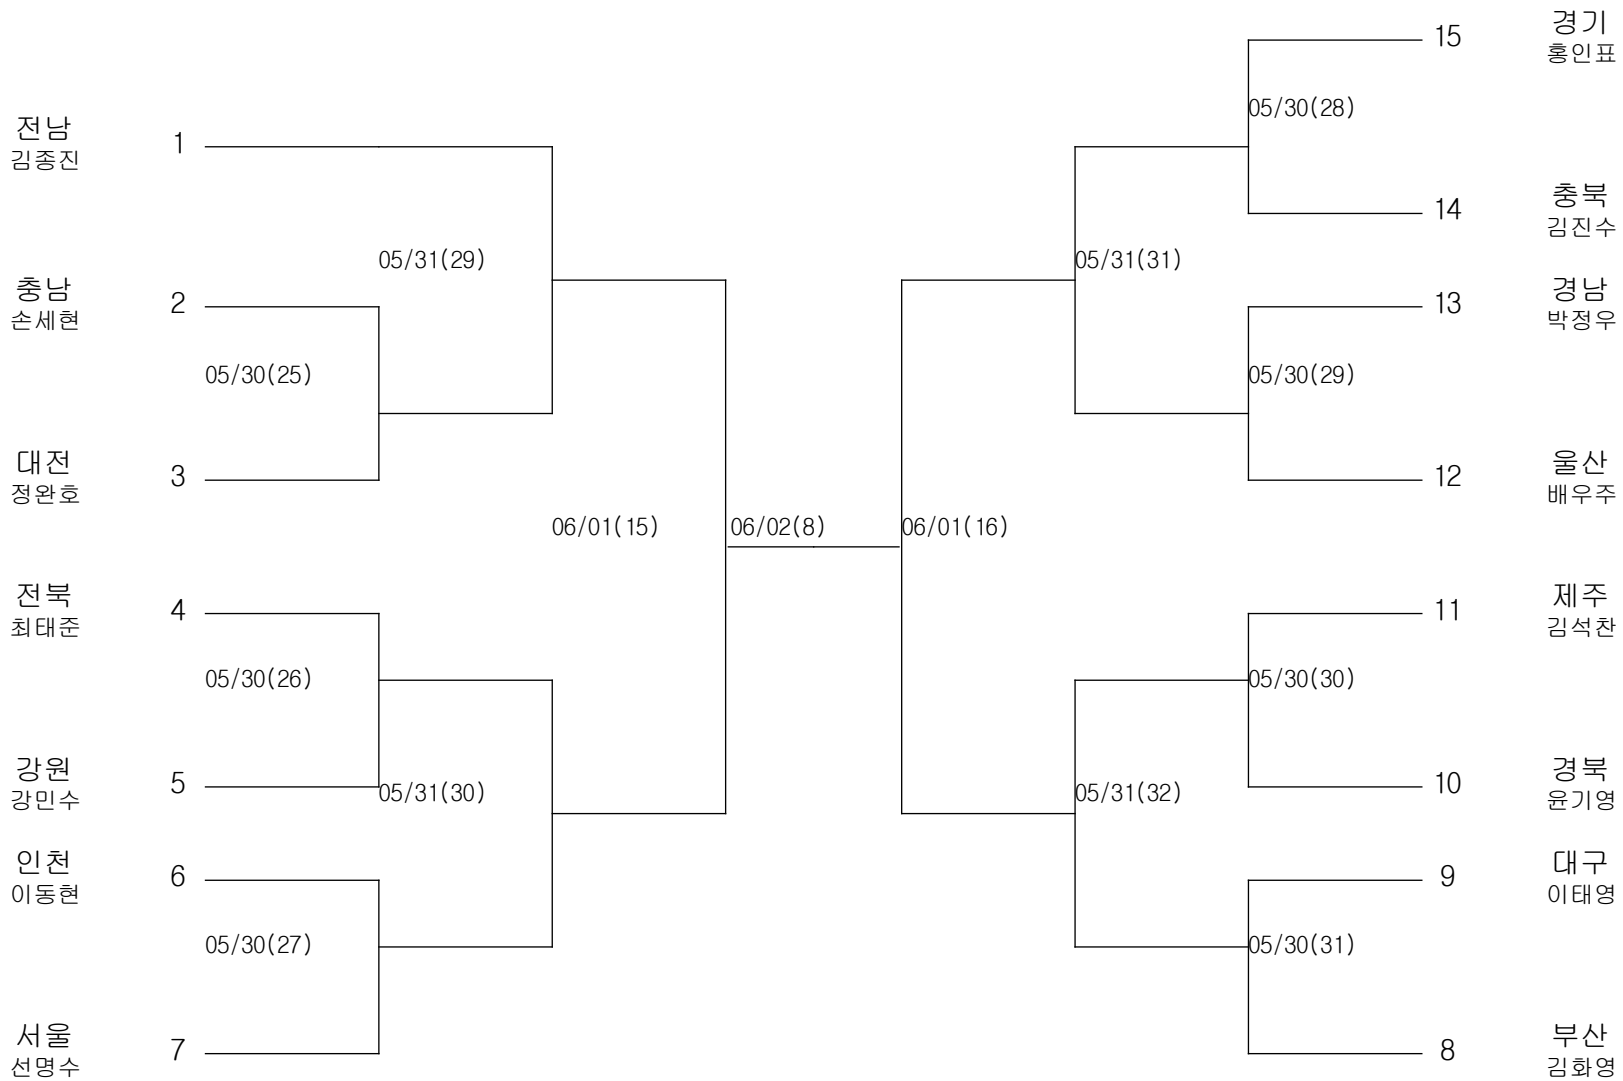 경기
15
홍인표
05/30(28)
전남
1
김종진
충북
14
김진수
05/31(29)
05/31(31)
충남
2
손세현
경남
13
박정우
05/30(25)
05/30(29)
대전
3
정완호
울산
12
배우주
06/01(15)
06/02(8)
06/01(16)
전북
4
최태준
제주
11
김석찬
05/30(26)
05/30(30)
강원
5
강민수
경북
10
윤기영
05/31(30)
05/31(32)
인천
6
이동현
대구
9
이태영
05/30(27)
05/30(31)
서울
7
선명수
부산
8
김화영